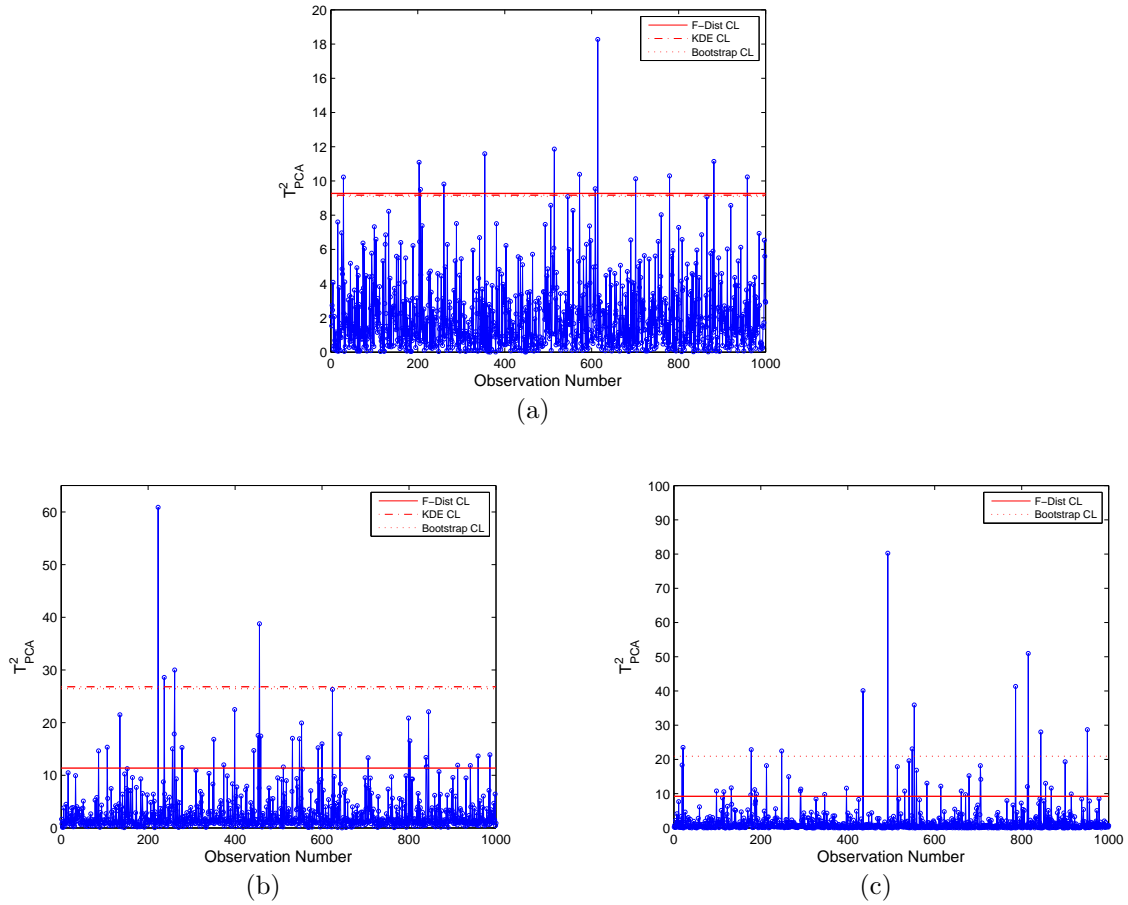 20
18
16
14
12
10
8
6
4
2
0
T²PCA
F−Dist CL
KDE CL
Bootstrap CL
0 200 400 600 800 1000
Observation Number
(a)
60
50
40
30
20
10
0
T²PCA
F−Dist CL
KDE CL
Bootstrap CL
0 200 400 600 800 1000
Observation Number
(b)
100
90
80
70
60
50
40
30
20
10
0
T²PCA
F−Dist CL
Bootstrap CL
0 200 400 600 800 1000
Observation Number
(c)